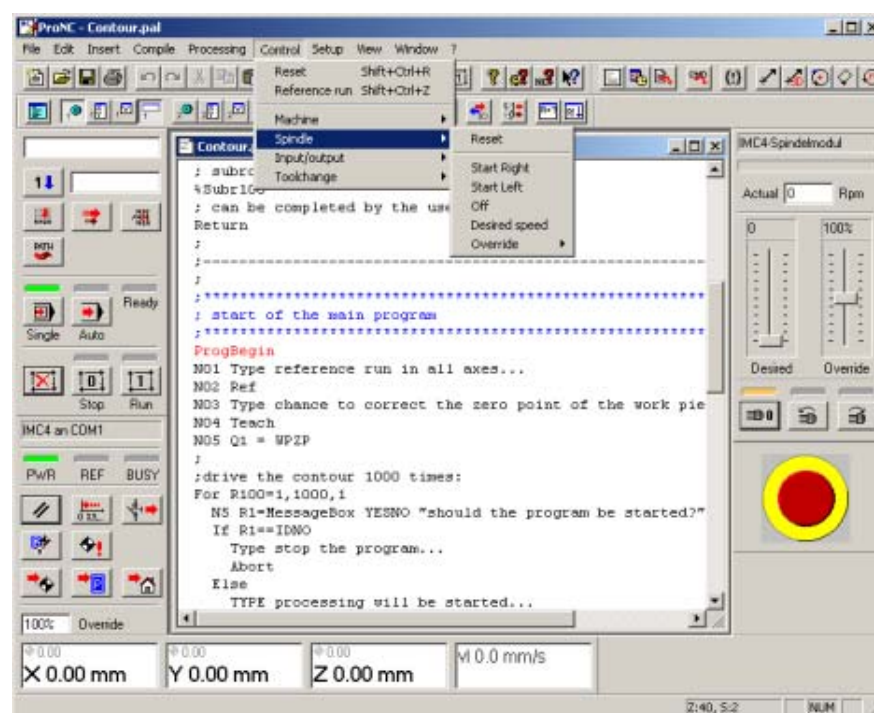 ProNC - Contour.pal
File Edit Insert Compile Processing Control Setup View Window ?
Reset Shift+Ctrl+R
Reference run Shift+Ctrl+Z
Machine
Spindle
Input/output
Toolchange
Reset
Start Right
Start Left
Off
Desired speed
Override
Contour.
; subro
%Subr100
; can be completed by the use
Return
;
;
; start of the main program
ProgBegin
N01 Type reference run in all axes...
N02 Ref
N03 Type chance to correct the zero point of the work pie
N04 Teach
N05 Q1 = WPZP
;
;drive the contour 1000 times:
For R100=1,1000,1
N5 R1=MessageBox YESNO "should the program be started?"
If R1==IDNO
Type stop the program...
Abort
Else
TYPE processing will be started...
PATH
Ready
Single Auto
Stop Run
IMC4 an COM1
PWR REF BUSY
100% Override
IMC4-Spindelmodul
Actual 0 Rpm
0 100%
Desired Override
0.00
X 0.00 mm
0.00
Y 0.00 mm
0.00
Z 0.00 mm
vl 0.0 mm/s
Z:40, S:2 NUM